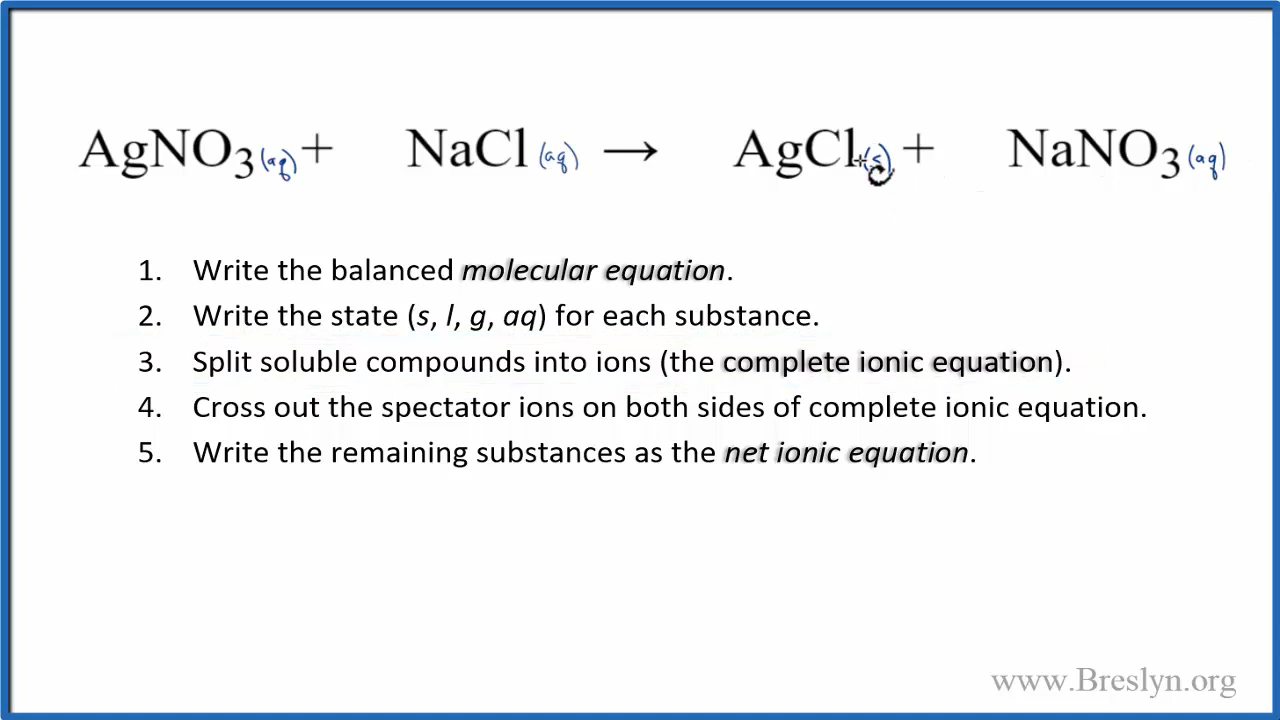 AgNO₃(aq) + NaCl(aq) → AgCl(s) + NaNO₃(aq)
1. Write the balanced molecular equation.
2. Write the state (s, l, g, aq) for each substance.
3. Split soluble compounds into ions (the complete ionic equation).
4. Cross out the spectator ions on both sides of complete ionic equation.
5. Write the remaining substances as the net ionic equation.
www.Breslyn.org